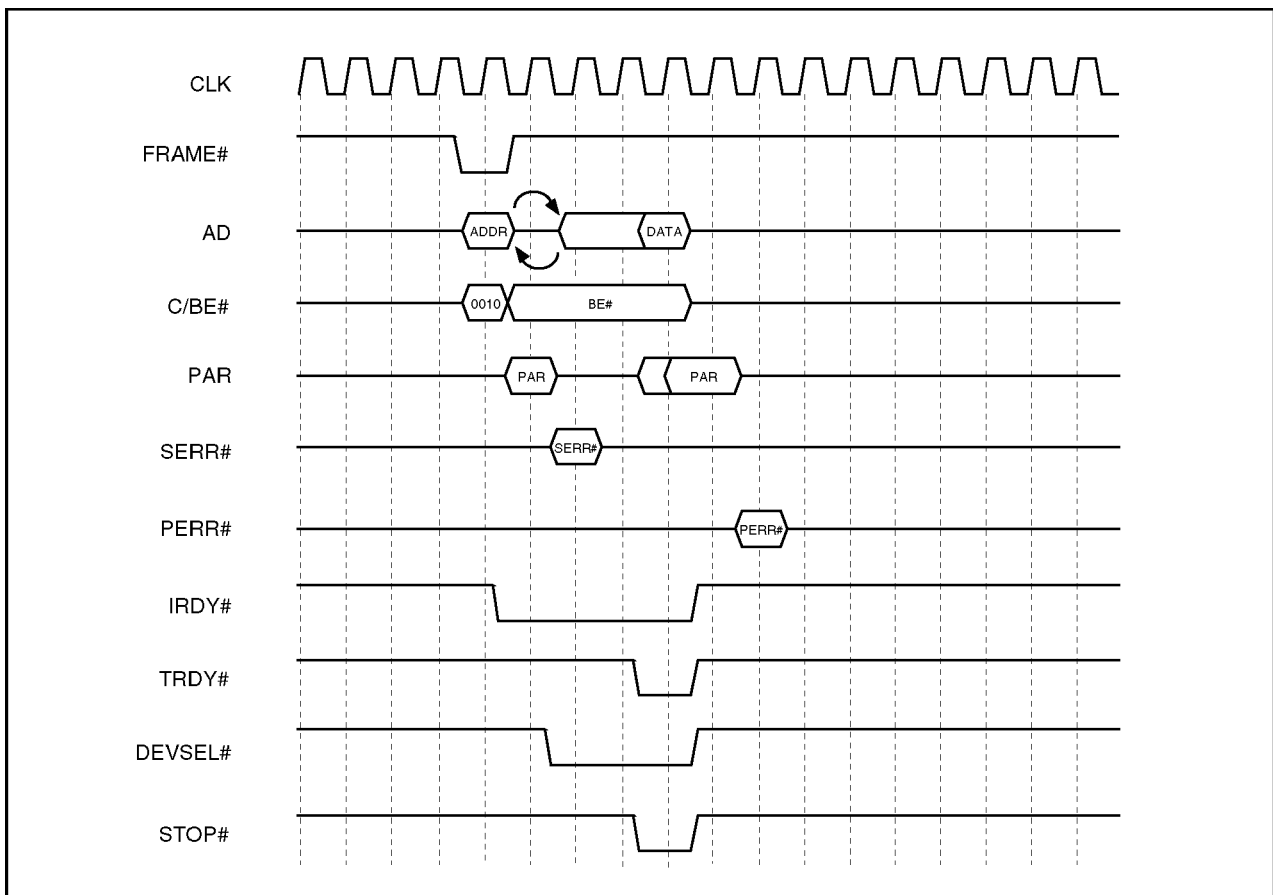 CLK
FRAME#
AD
ADDR
DATA
C/BE#
0010
BE#
PAR
PAR
PAR
SERR#
SERR#
PERR#
PERR#
IRDY#
TRDY#
DEVSEL#
STOP#